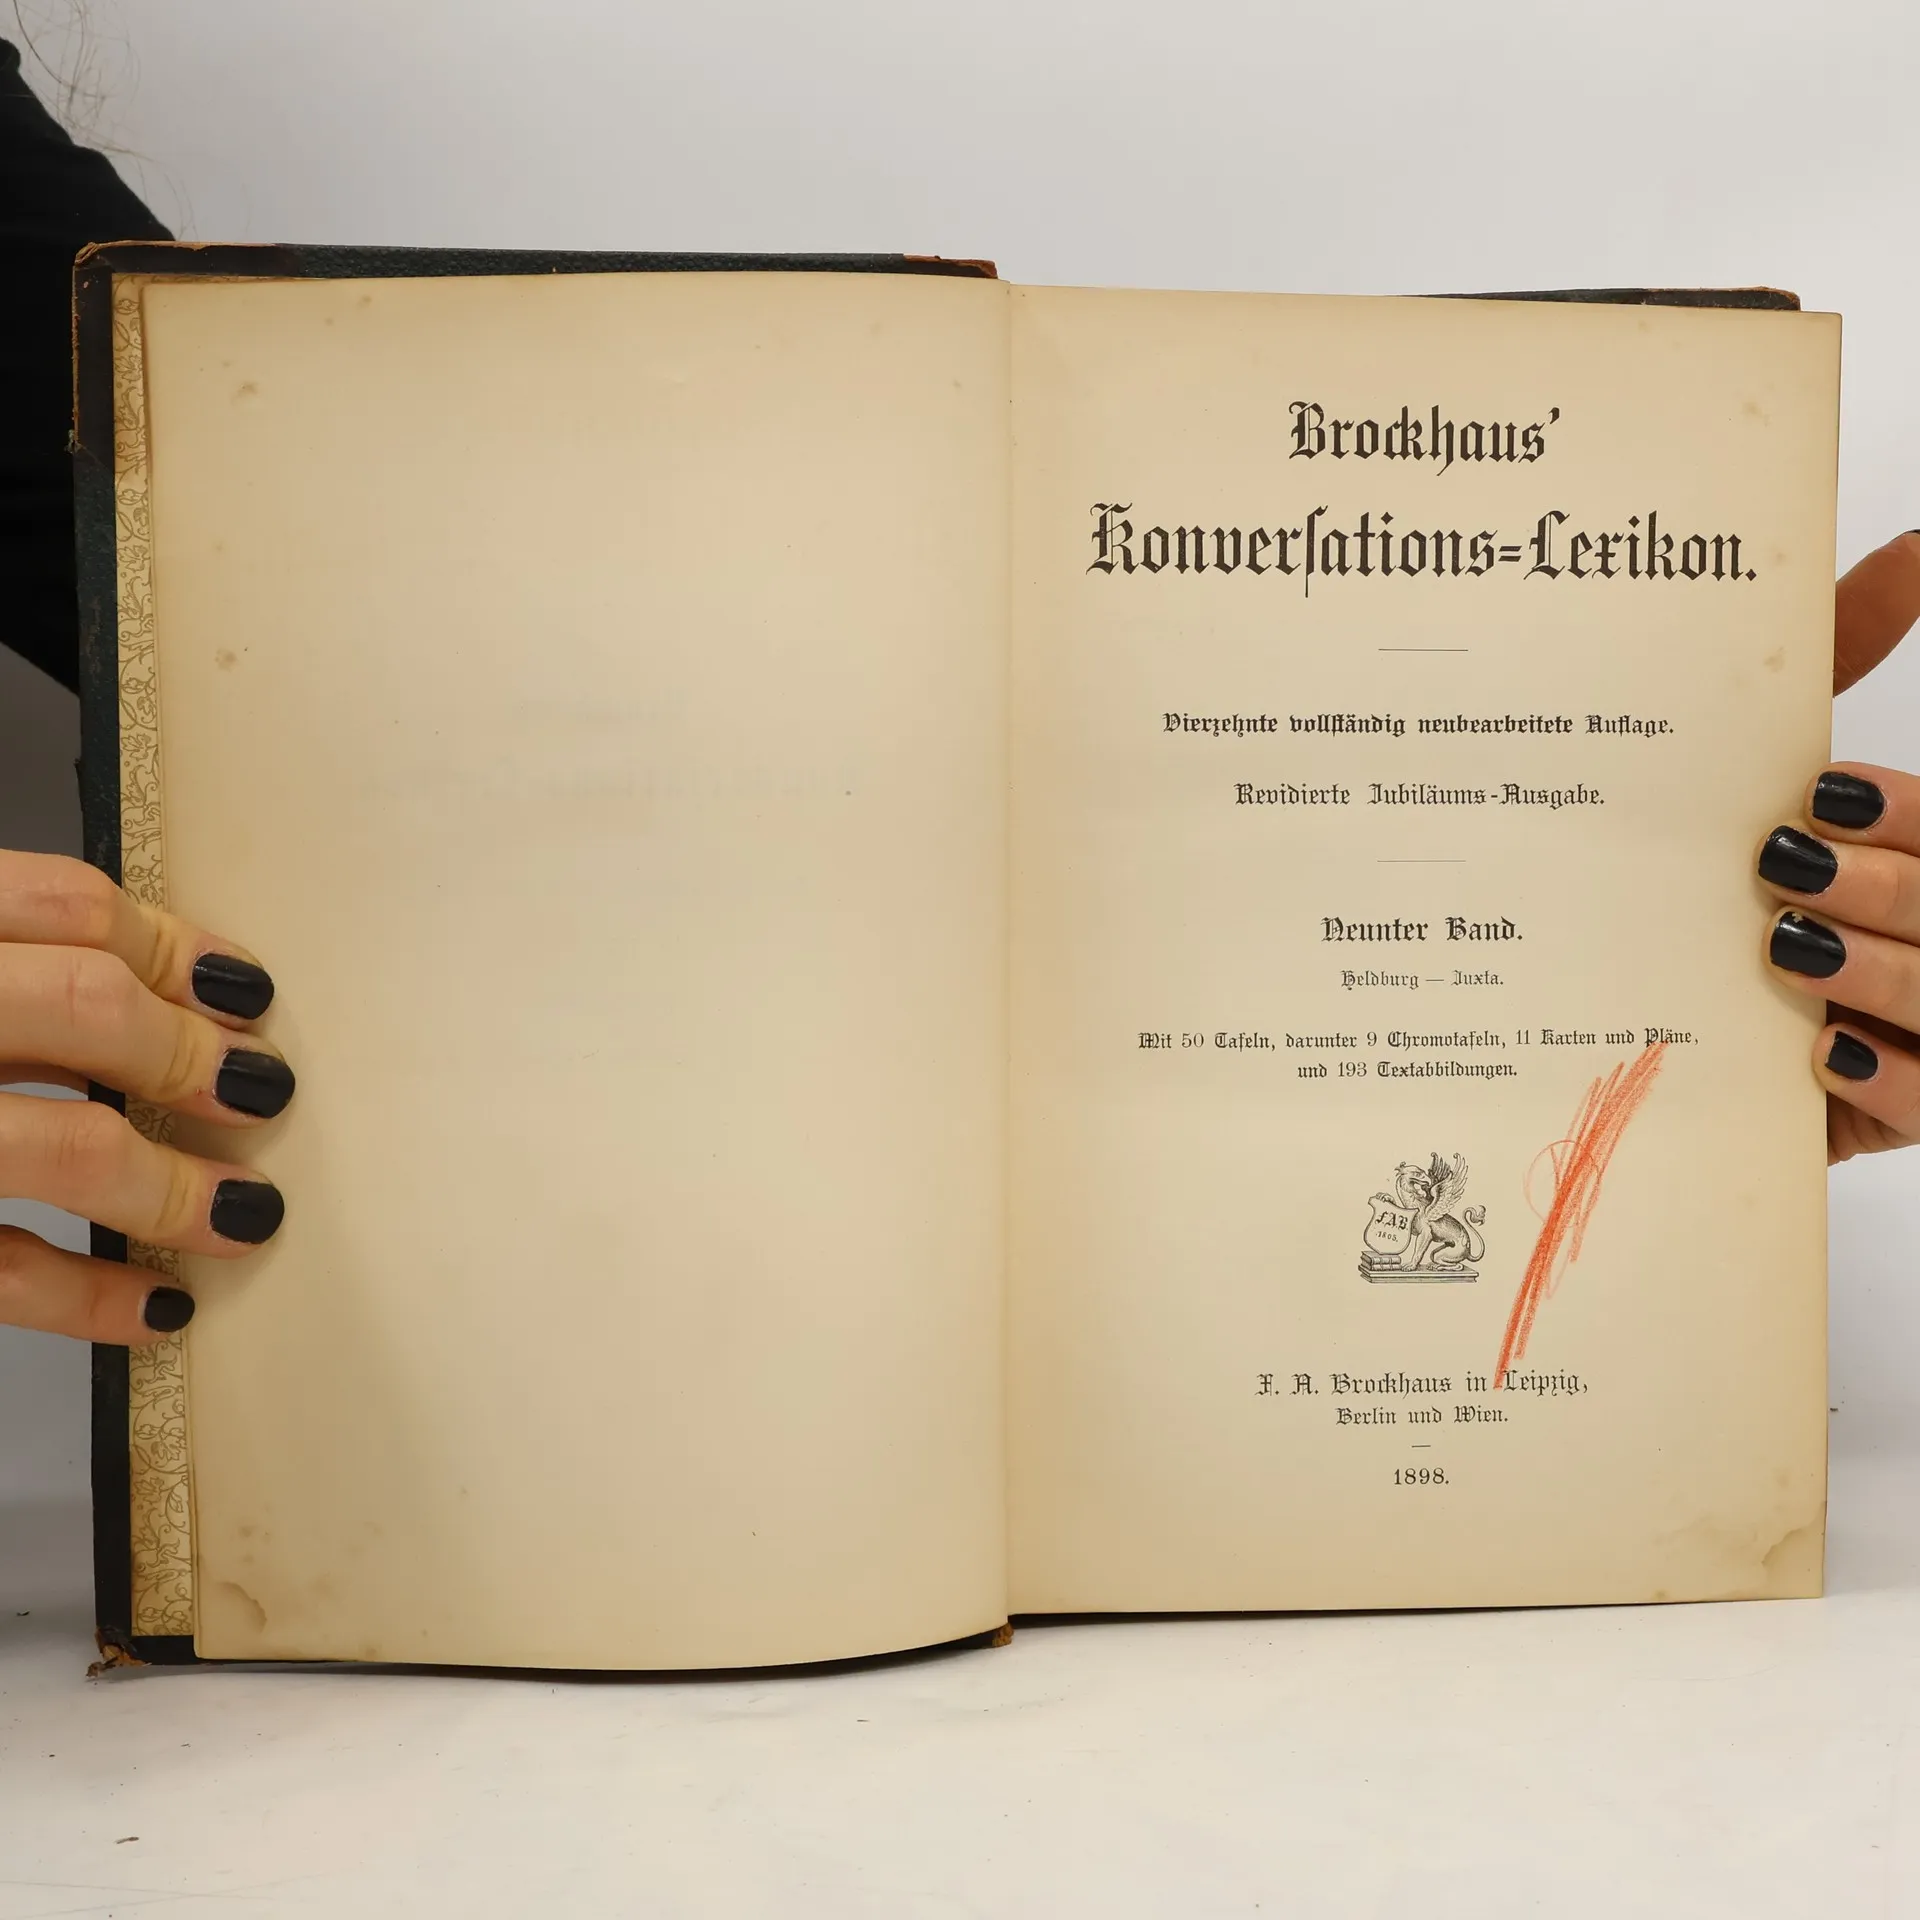 Brockhaus'
Konverſations=Lexikon.
Vierzehnte vollſtändig neubearbeitete Auflage.
Revidierte Jubiläums-Ausgabe.
Neunter Band.
Heldburg — Juxta.
Mit 50 Tafeln, darunter 9 Chromotafeln, 11 Karten und Pläne,
und 193 Textabbildungen.
F.A.B.
1805.
F. A. Brockhaus in Leipzig,
Berlin und Wien.
1898.